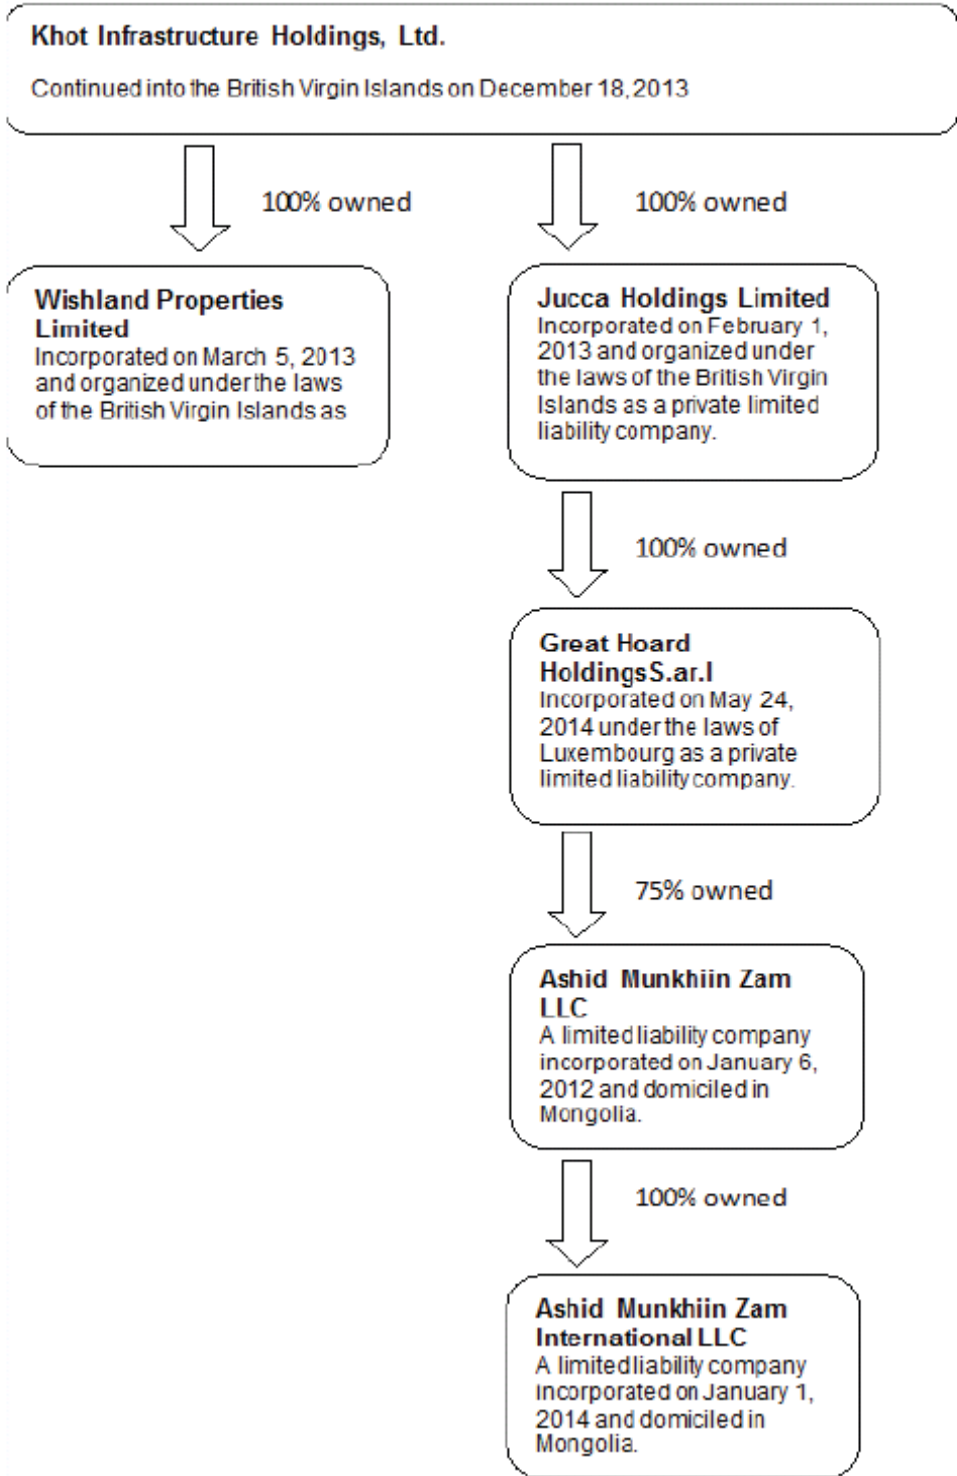 Khot Infrastructure Holdings, Ltd.
Continued into the British Virgin Islands on December 18, 2013
100% owned
100% owned
Wishland Properties
Limited
Incorporated on March 5, 2013
and organized under the laws
of the British Virgin Islands as
Jucca Holdings Limited
Incorporated on February 1,
2013 and organized under
the laws of the British Virgin
Islands as a private limited
liability company.
100% owned
Great Hoard
HoldingsS.ar.l
Incorporated on May 24,
2014 under the laws of
Luxembourg as a private
limited liability company.
75% owned
Ashid Munkhiin Zam
LLC
A limited liability company
incorporated on January 6,
2012 and domiciled in
Mongolia.
100% owned
Ashid Munkhiin Zam
International LLC
A limited liability company
incorporated on January 1,
2014 and domiciled in
Mongolia.